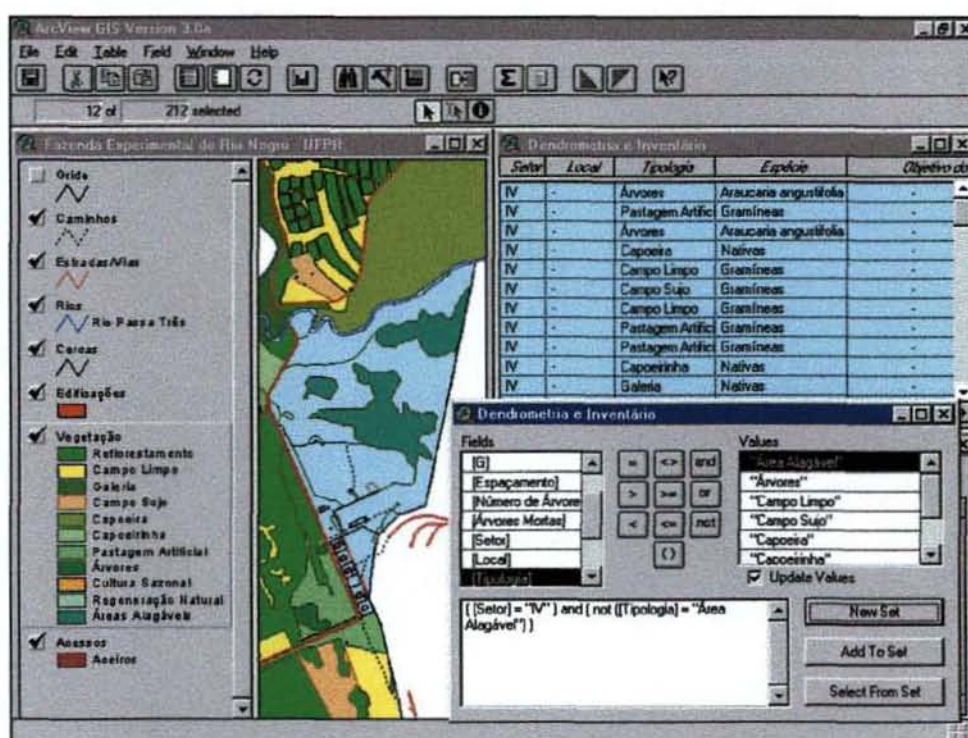 ArcView GIS Version 3.0a
File Edit Table Field Window Help
12 of 212 selected
Fazenda Experimental do Rio Negro UFPR
Grids
Caminhos
Estradas/Vias
Rios
Rio Passa Três
Cercas
Edificações
Vegetação
Reflorestamento
Campo Limpo
Galeria
Campo Sujo
Capoeira
Capoeirinha
Pastagem Artificial
Árvores
Cultura Sazonal
Regeneração Natural
Áreas Alagáveis
Acessos
Aceiros
Dendrometria e Inventário
Setor Local Tipologia Espécie Objetivo do
IV - Árvores Araucaria angustifolia -
IV - Pastagem Artific Gramíneas -
IV - Árvores Araucaria angustifolia -
IV - Capoeira Nativas -
IV - Campo Limpo Gramíneas -
IV - Campo Sujo Gramíneas -
IV - Campo Limpo Gramíneas -
IV - Pastagem Artific Gramíneas -
IV - Pastagem Artific Gramíneas -
IV - Capoeirinha Nativas -
IV - Galeria Nativas -
Dendrometria e Inventário
Fields
[G]
[Espaçamento]
[Número de Árvore
[Árvores Mortas]
[Setor]
[Local]
[Tipologia]
= <> and
> >= or
< <= not
( )
Values
"Área Alagável"
"Árvores"
"Campo Limpo"
"Campo Sujo"
"Capoeira"
"Capoeirinha"
Update Values
( [Setor] = "IV" ) and ( not ([Tipologia] = "Área
Alagável") )
New Set
Add To Set
Select From Set